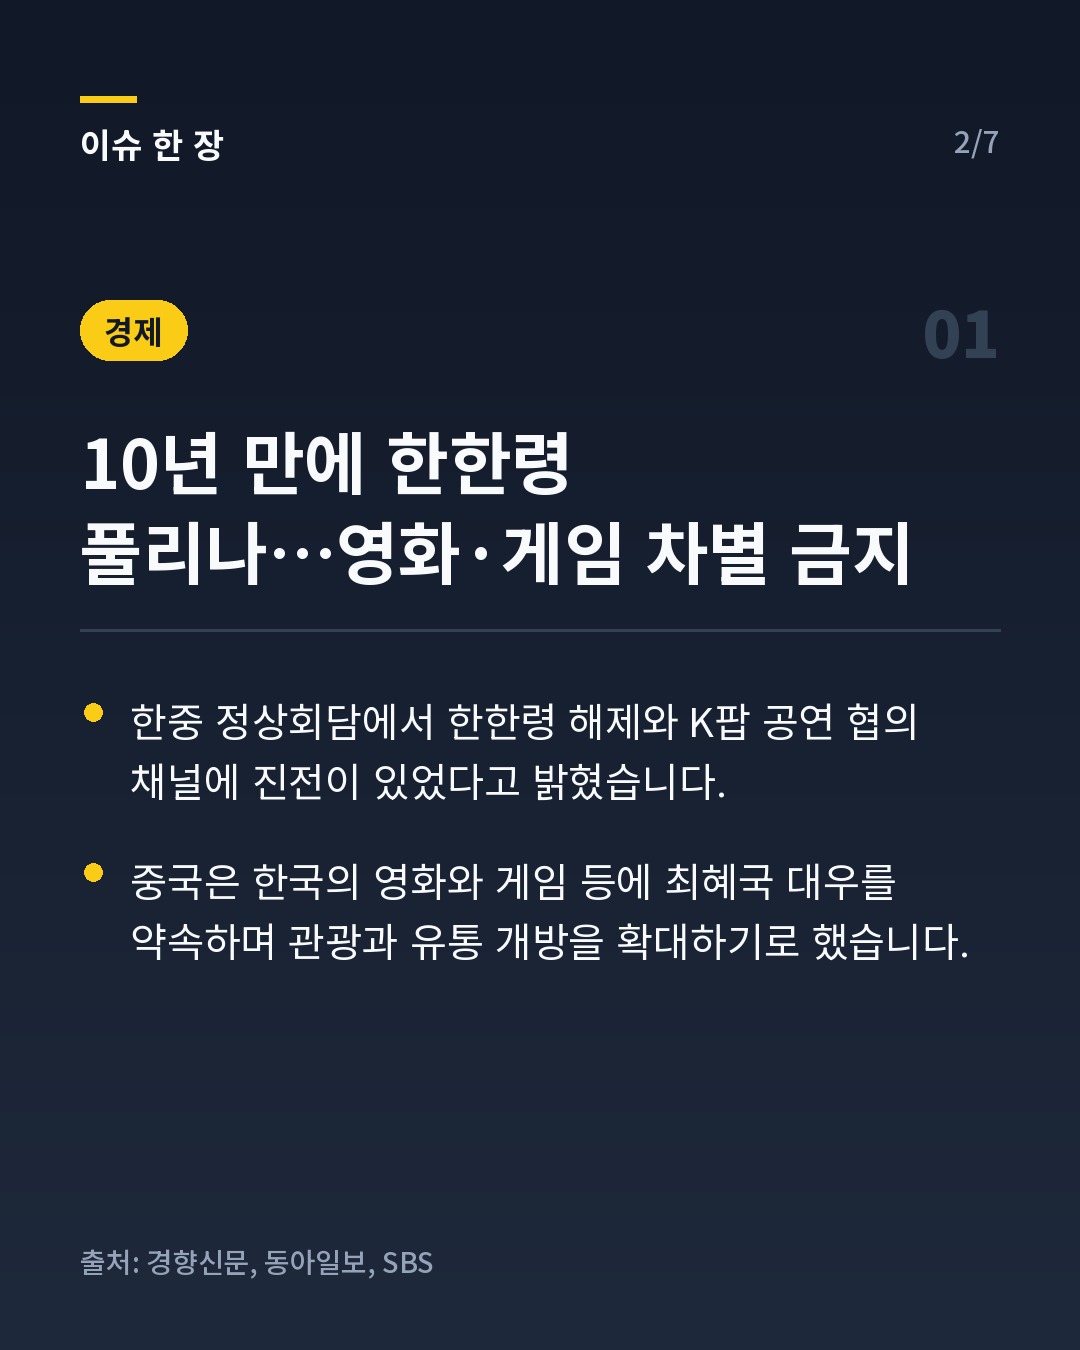 이슈 한 장
2/7
경제
01
10년 만에 한한령
풀리나…영화·게임 차별 금지
한중 정상회담에서 한한령 해제와 K팝 공연 협의
채널에 진전이 있었다고 밝혔습니다.
중국은 한국의 영화와 게임 등에 최혜국 대우를
약속하며 관광과 유통 개방을 확대하기로 했습니다.
출처: 경향신문, 동아일보, SBS